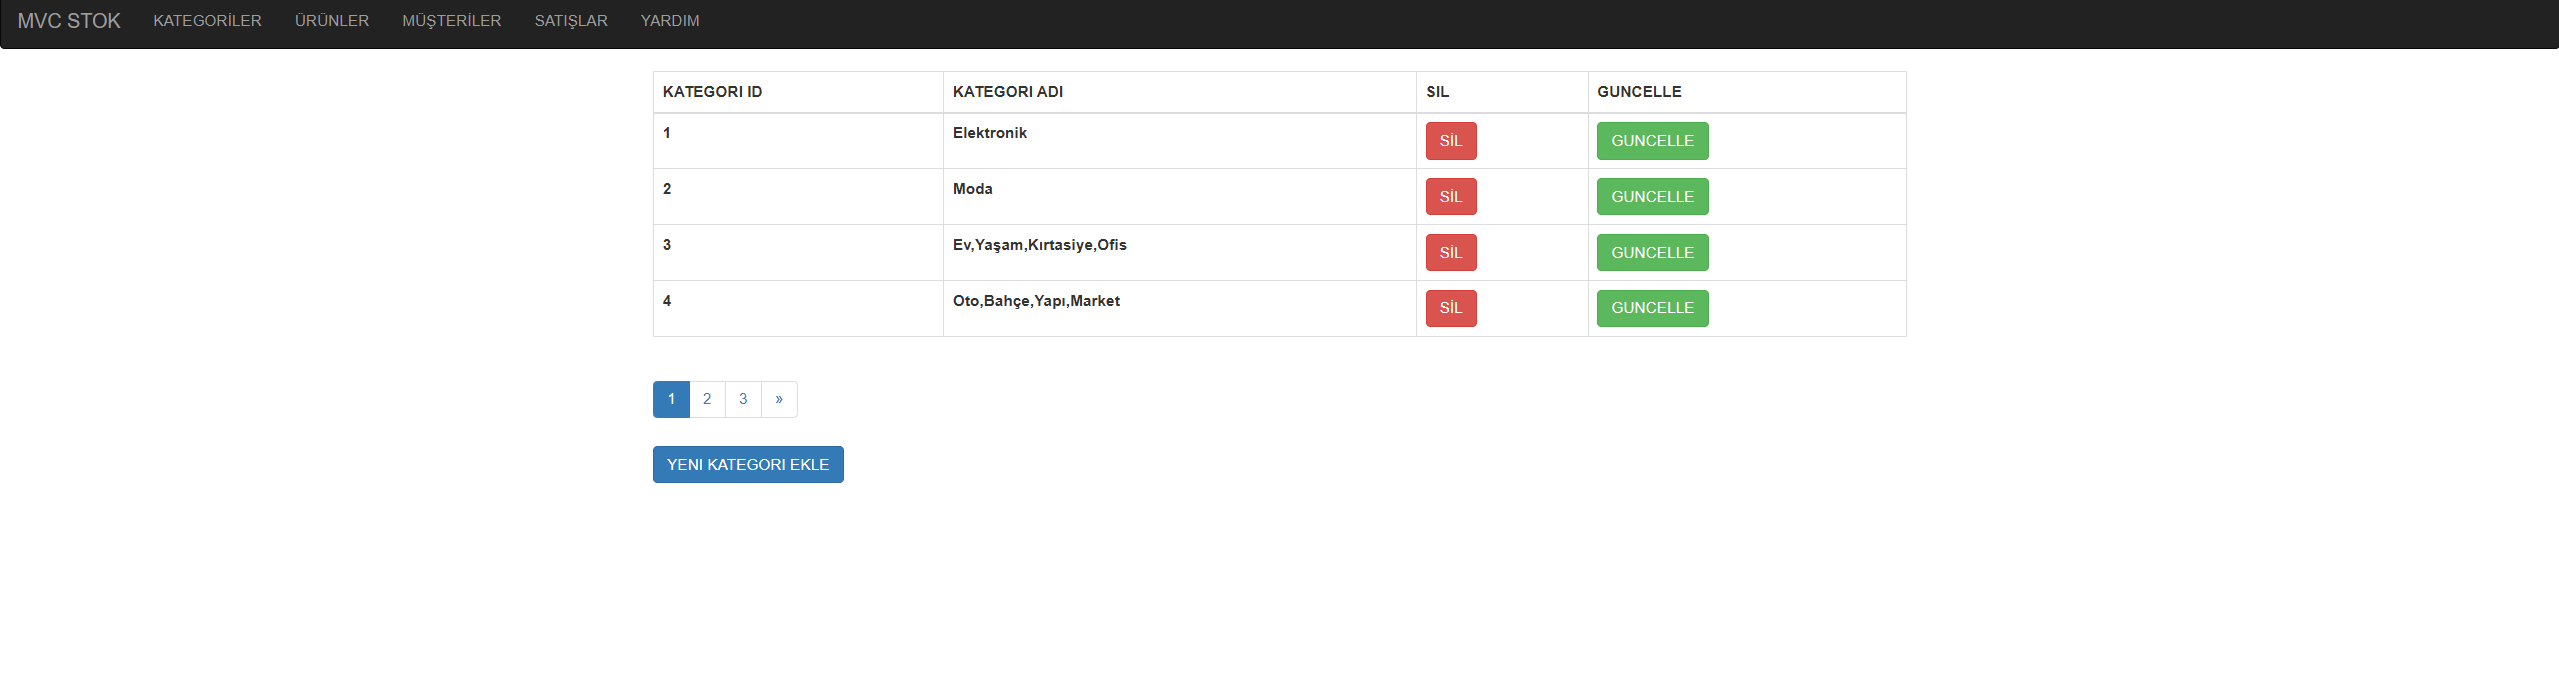 MVC STOK KATEGORİLER ÜRÜNLER MÜŞTERİLER SATIŞLAR YARDIM
KATEGORI ID KATEGORI ADI SIL GUNCELLE
1 Elektronik SİL GUNCELLE
2 Moda SİL GUNCELLE
3 Ev,Yaşam,Kırtasiye,Ofis SİL GUNCELLE
4 Oto,Bahçe,Yapı,Market SİL GUNCELLE
1 2 3 »
YENI KATEGORI EKLE